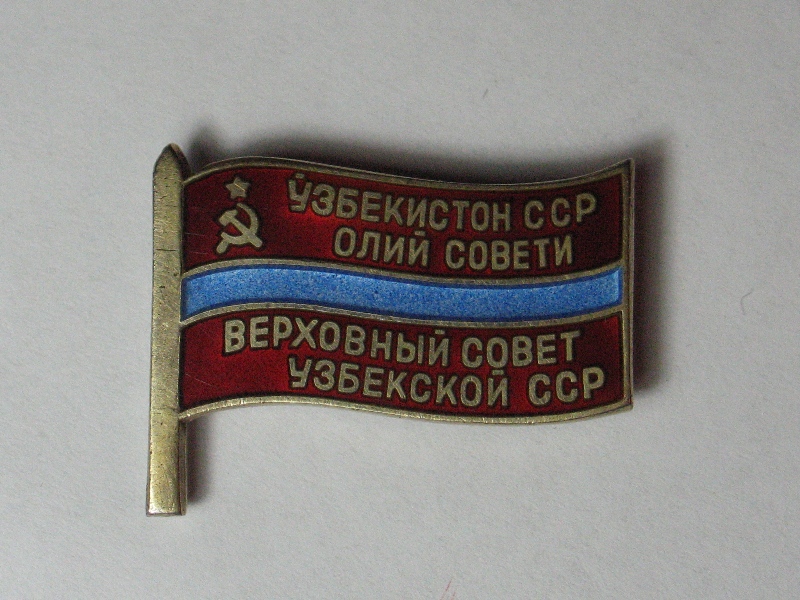 ЎЗБЕКИСТОН ССР
ОЛИЙ СОВЕТИ
ВЕРХОВНЫЙ СОВЕТ
УЗБЕКСКОЙ ССР